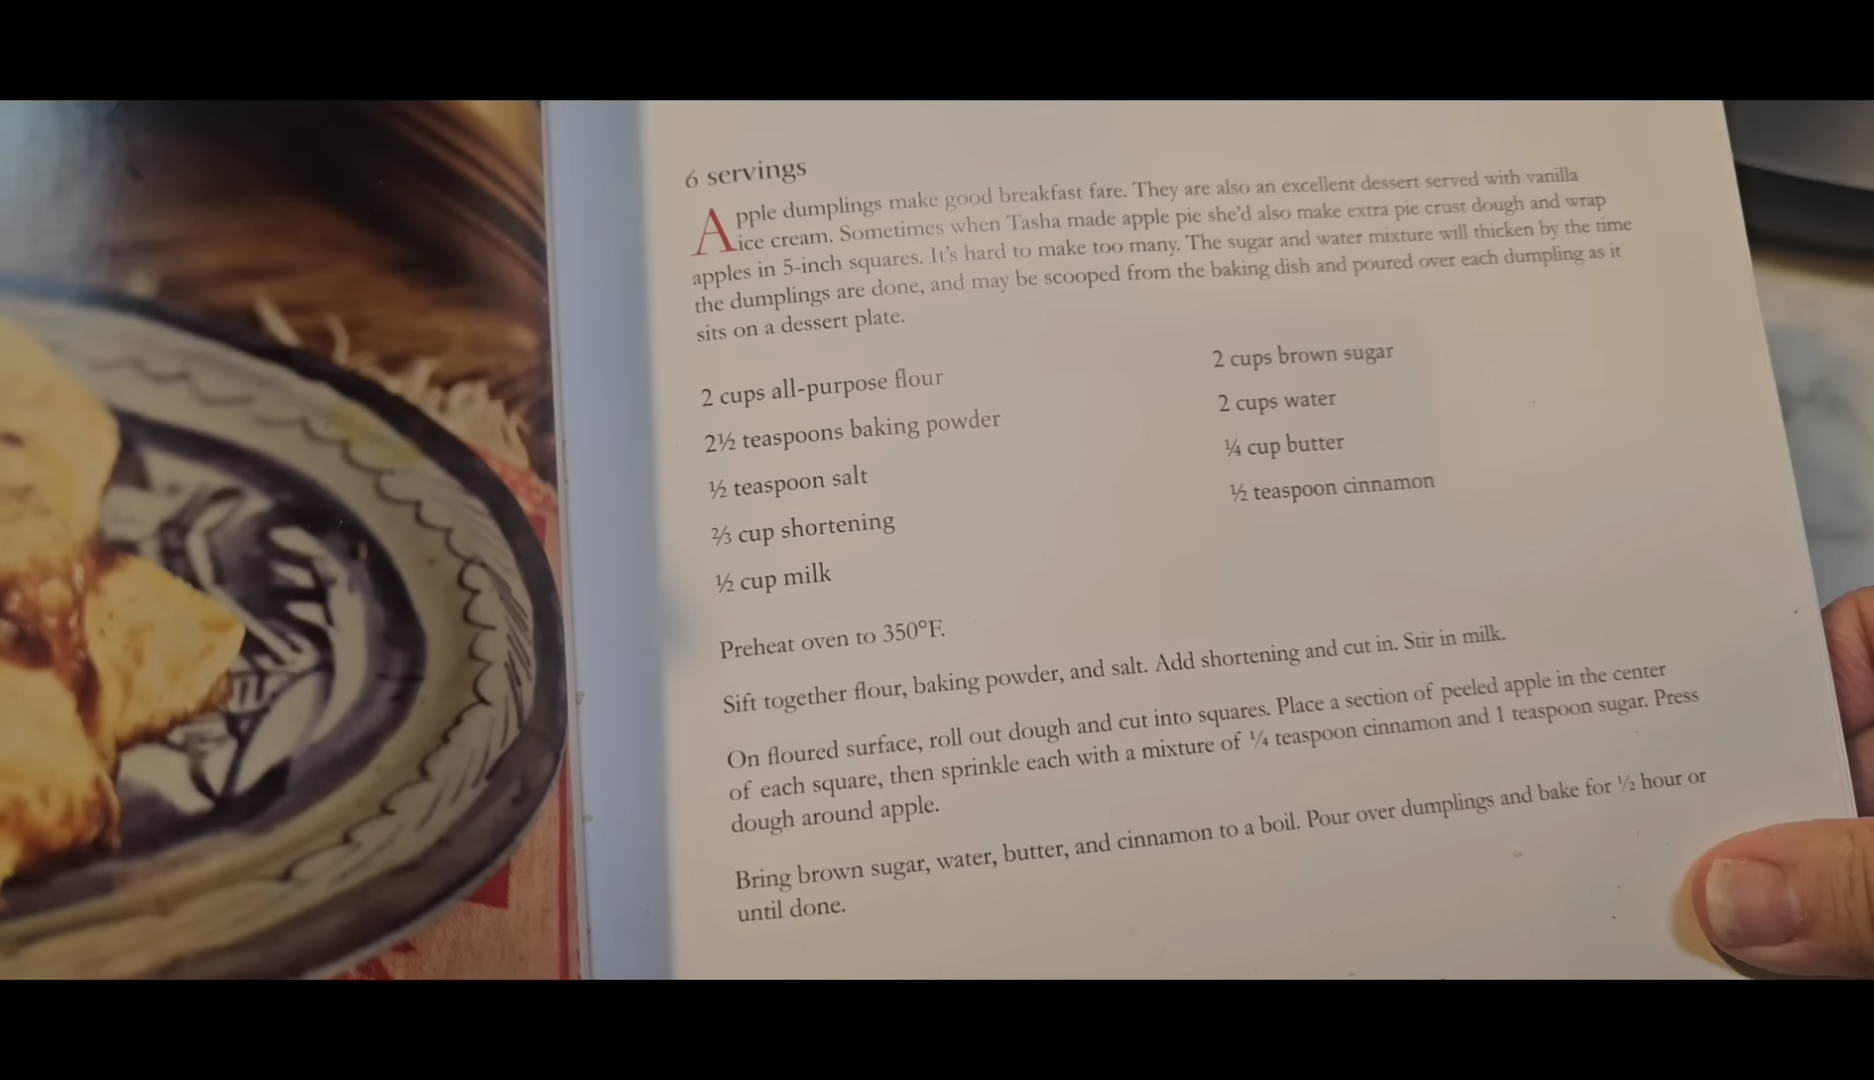 6 servings
Apple dumplings make good breakfast fare. They are also an excellent dessert served with vanilla
ice cream. Sometimes when Tasha made apple pie she'd also make extra pie crust dough and wrap
apples in 5-inch squares. It's hard to make too many. The sugar and water mixture will thicken by the time
the dumplings are done, and may be scooped from the baking dish and poured over each dumpling as it
sits on a dessert plate.
2 cups all-purpose flour
2½ teaspoons baking powder
½ teaspoon salt
⅔ cup shortening
½ cup milk
2 cups brown sugar
2 cups water
¼ cup butter
½ teaspoon cinnamon
Preheat oven to 350°F.
Sift together flour, baking powder, and salt. Add shortening and cut in. Stir in milk.
On floured surface, roll out dough and cut into squares. Place a section of peeled apple in the center
of each square, then sprinkle each with a mixture of ¼ teaspoon cinnamon and 1 teaspoon sugar. Press
dough around apple.
Bring brown sugar, water, butter, and cinnamon to a boil. Pour over dumplings and bake for ½ hour or
until done.